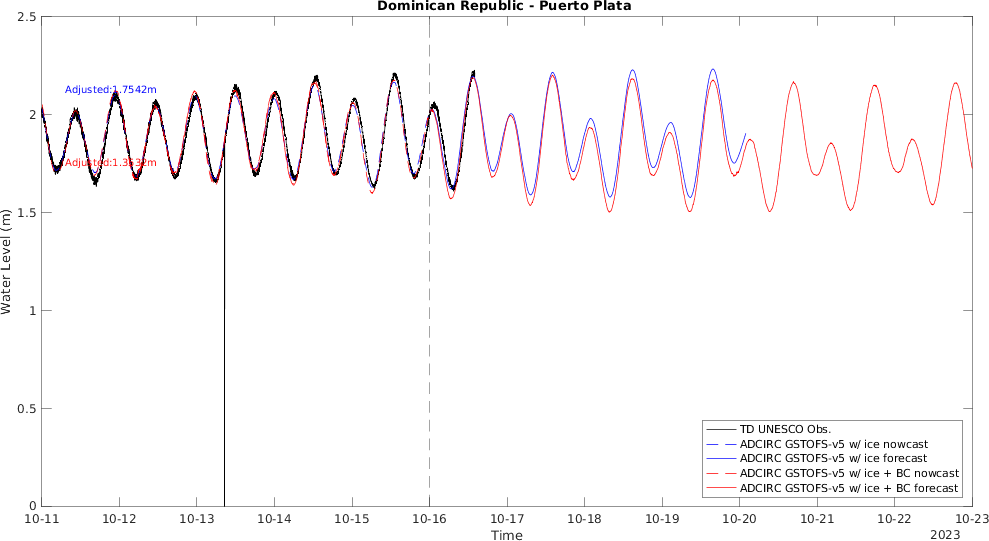 Dominican Republic - Puerto Plata
Water Level (m)
2.5
2
1.5
1
0.5
0
Adjusted:1.7542m
Adjusted:1.3532m
TD UNESCO Obs.
ADCIRC GSTOFS-v5 w/ ice nowcast
ADCIRC GSTOFS-v5 w/ ice forecast
ADCIRC GSTOFS-v5 w/ ice + BC nowcast
ADCIRC GSTOFS-v5 w/ ice + BC forecast
10-11 10-12 10-13 10-14 10-15 10-16 10-17 10-18 10-19 10-20 10-21 10-22 10-23
Time
2023